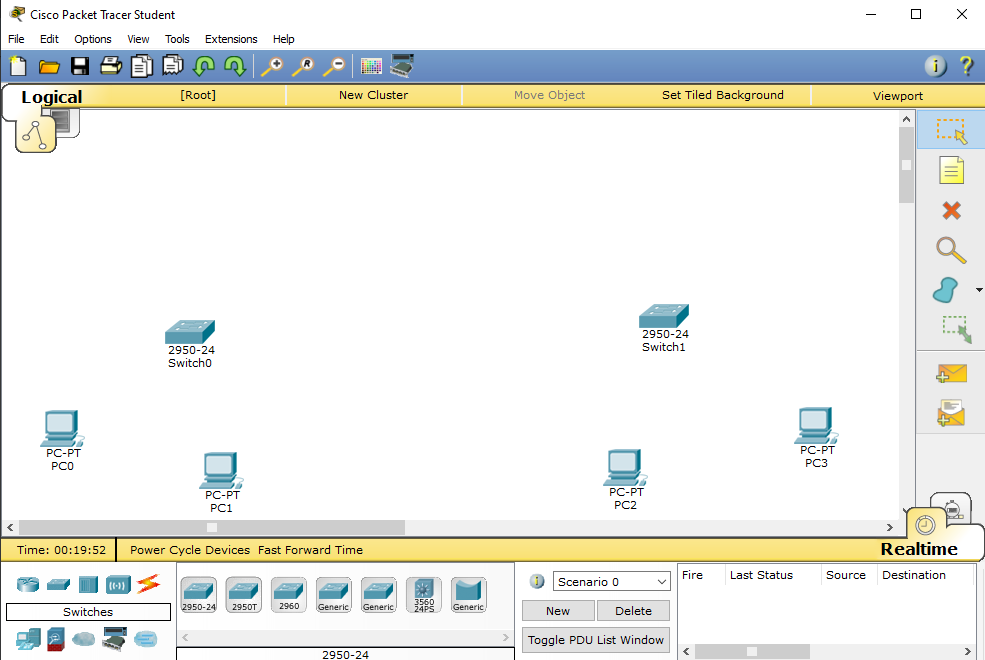 Cisco Packet Tracer Student
File Edit Options View Tools Extensions Help
Logical [Root] New Cluster Move Object Set Tiled Background Viewport
2950-24
Switch0
2950-24
Switch1
PC-PT
PC0
PC-PT
PC1
PC-PT
PC2
PC-PT
PC3
Realtime
Time: 00:19:52 Power Cycle Devices Fast Forward Time
Switches
2950-24 2950T 2960 Generic Generic 3560 24PS Generic
2950-24
Scenario 0
New Delete
Toggle PDU List Window
Fire Last Status Source Destination